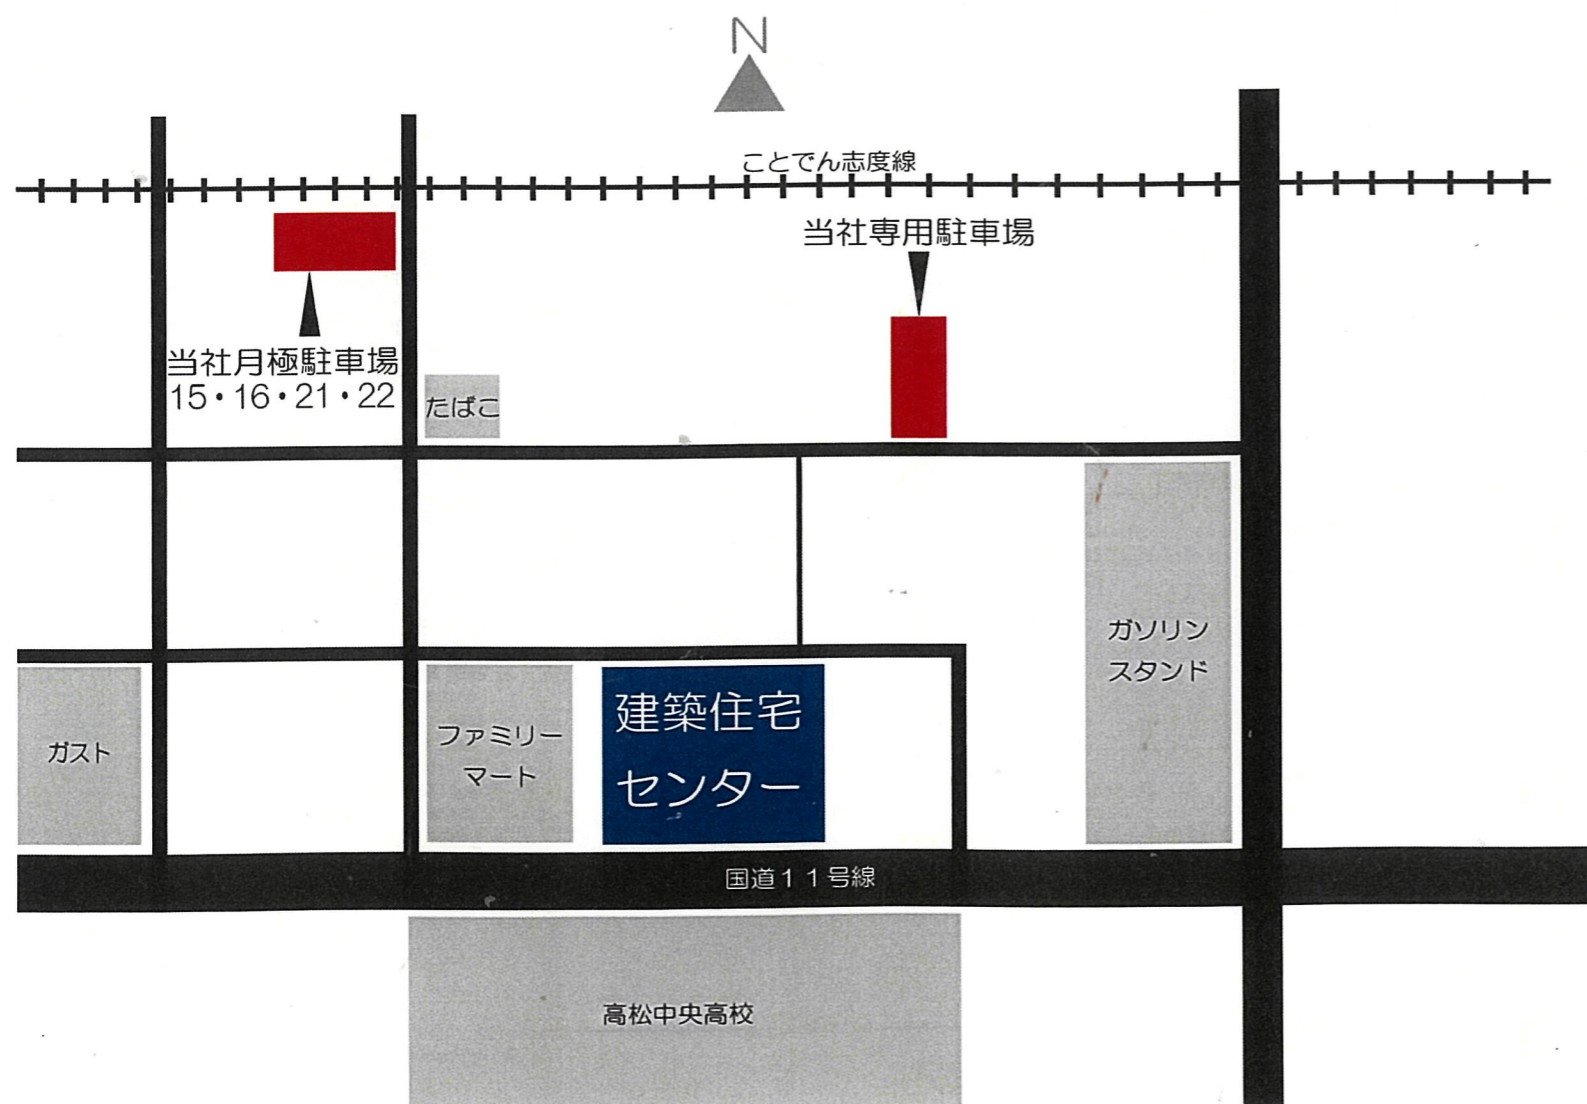 N
ことでん志度線
当社専用駐車場
当社月極駐車場
15・16・21・22
たばこ
ガソリン
スタンド
建築住宅
センター
ファミリー
マート
ガスト
国道11号線
高松中央高校